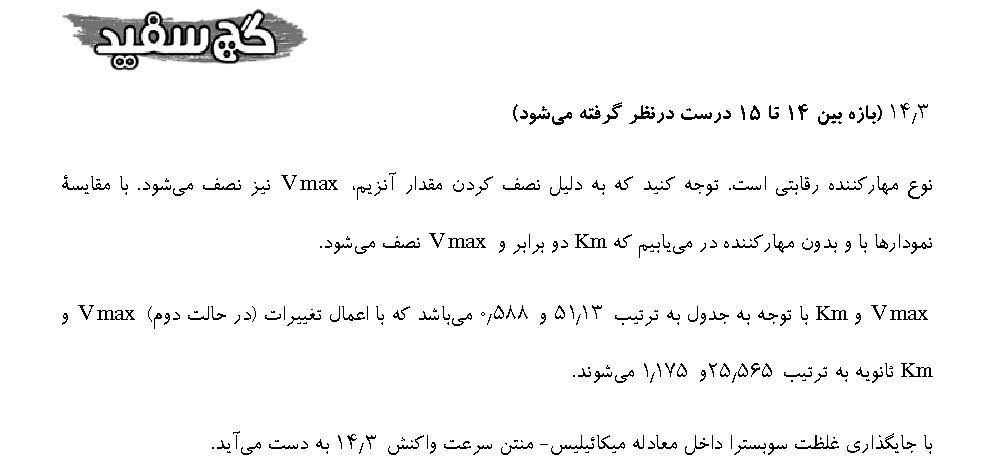 گچ سفید
۱۴٫۳ (بازه بین ۱۴ تا ۱۵ درست درنظر گرفته می‌شود)
نوع مهارکننده رقابتی است. توجه کنید که به دلیل نصف کردن مقدار آنزیم، Vmax نیز نصف می‌شود. با مقایسهٔ
نمودارها با و بدون مهارکننده در می‌یابیم که Km دو برابر و Vmax نصف می‌شود.
Vmax و Km با توجه به جدول به ترتیب ۵۱٫۱۳ و ۰٫۵۸۸ می‌باشد که با اعمال تغییرات (در حالت دوم) Vmax و
Km ثانویه به ترتیب ۲۵٫۵۶۵و ۱٫۱۷۵ می‌شوند.
با جایگذاری غلظت سوبسترا داخل معادله میکائیلیس- منتن سرعت واکنش ۱۴٫۳ به دست می‌آید.